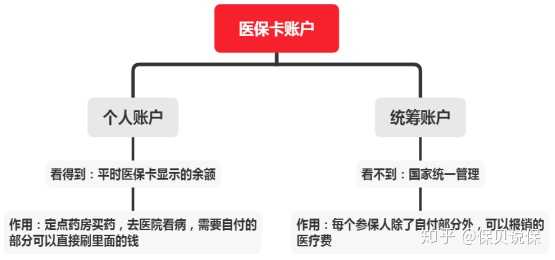 医保卡账户
个人账户
统筹账户
看得到：平时医保卡显示的余额
看不到：国家统一管理
作用：定点药房买药，去医院看病，需要自付的
部分可以直接刷里面的钱
作用：每个参保人除了自付部分外，可以报销的
医疗费
知乎 @保贝说保